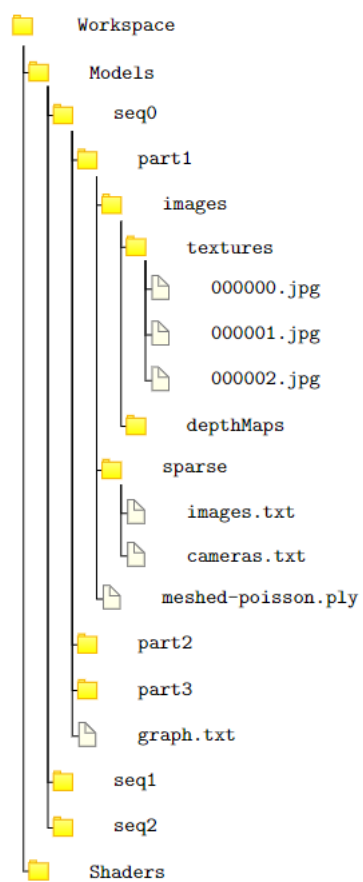 Workspace
Models
seq0
part1
images
textures
000000.jpg
000001.jpg
000002.jpg
depthMaps
sparse
images.txt
cameras.txt
meshed-poisson.ply
part2
part3
graph.txt
seq1
seq2
Shaders